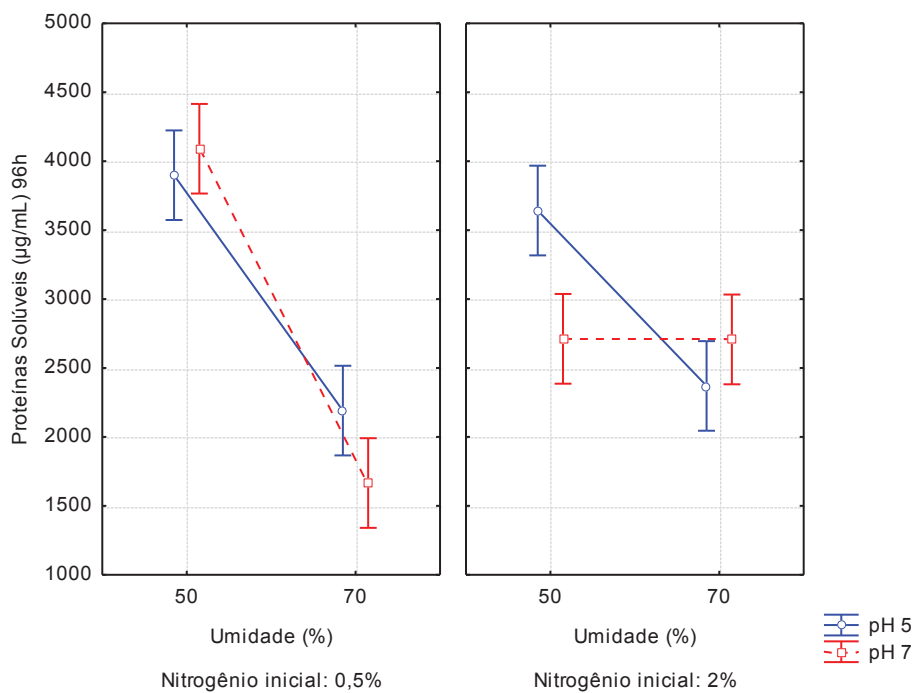 Proteínas Solúveis (µg/mL) 96h
5000
4500
4000
3500
3000
2500
2000
1500
1000
50 70
50 70
Umidade (%)
Umidade (%)
Nitrogênio inicial: 0,5%
Nitrogênio inicial: 2%
pH 5
pH 7